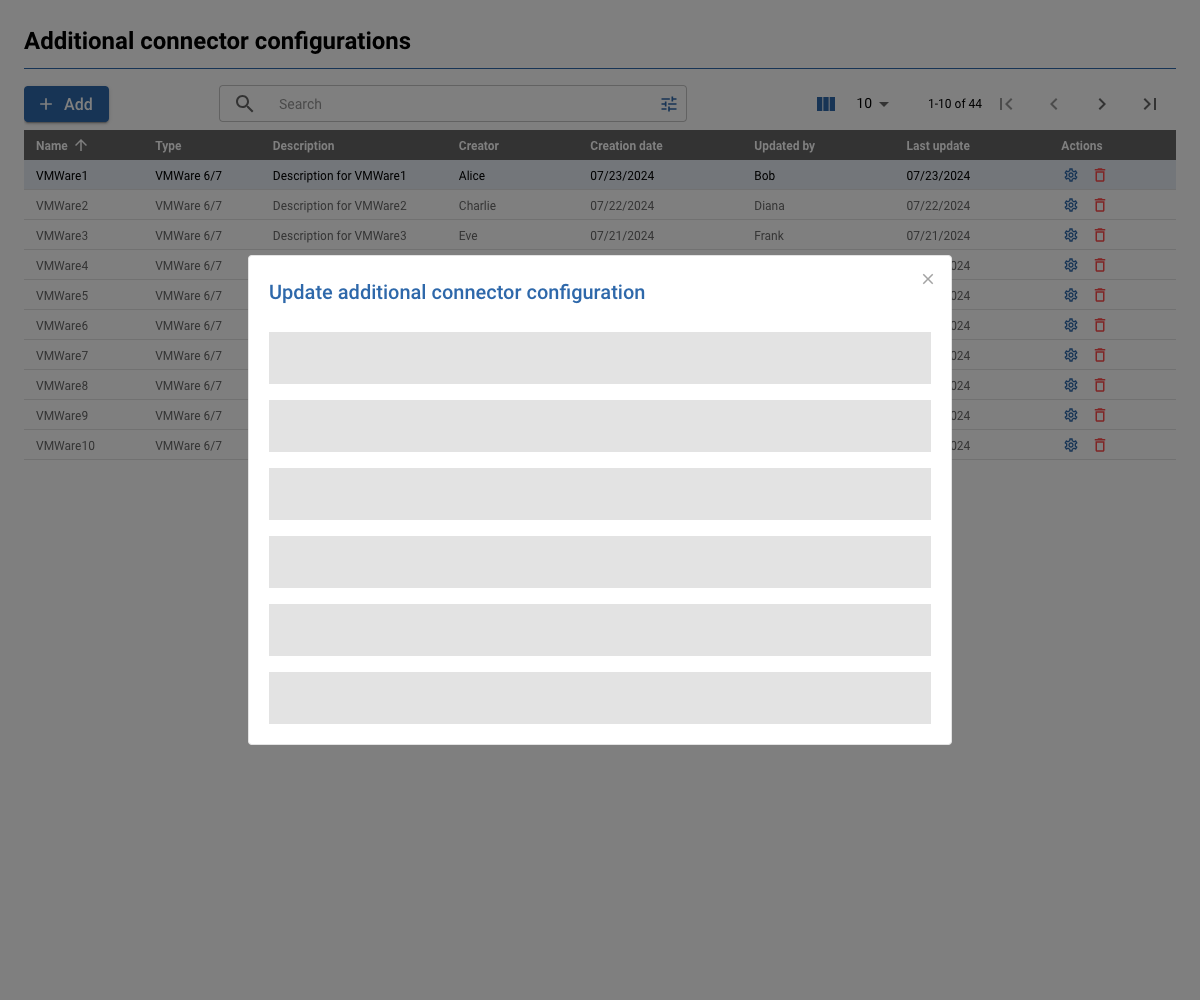 Additional connector configurations
Add
Search
10
1-10 of 44
Name Type Description Creator Creation date Updated by Last update Actions
VMWare1 VMWare 6/7 Description for VMWare1 Alice 07/23/2024 Bob 07/23/2024
VMWare2 VMWare 6/7 Description for VMWare2 Charlie 07/22/2024 Diana 07/22/2024
VMWare3 VMWare 6/7 Description for VMWare3 Eve 07/21/2024 Frank 07/21/2024
VMWare4 VMWare 6/7 024
VMWare5 VMWare 6/7 024
VMWare6 VMWare 6/7 024
VMWare7 VMWare 6/7 024
VMWare8 VMWare 6/7 024
VMWare9 VMWare 6/7 024
VMWare10 VMWare 6/7 024
Update additional connector configuration